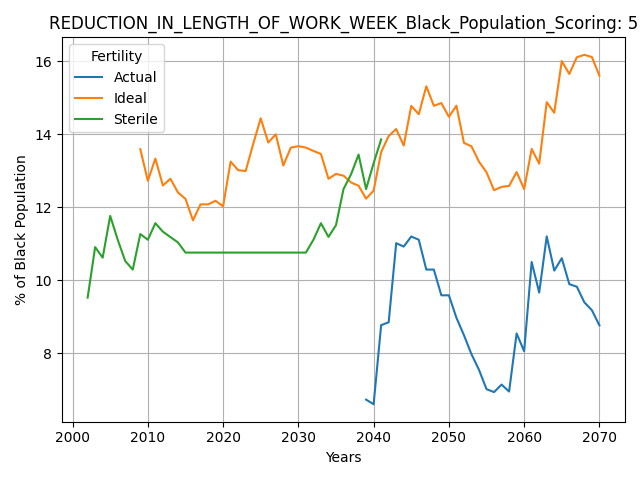 REDUCTION_IN_LENGTH_OF_WORK_WEEK_Black_Population_Scoring: 5
Fertility
Actual
Ideal
Sterile
% of Black Population
16
14
12
10
8
2000 2010 2020 2030 2040 2050 2060 2070
Years